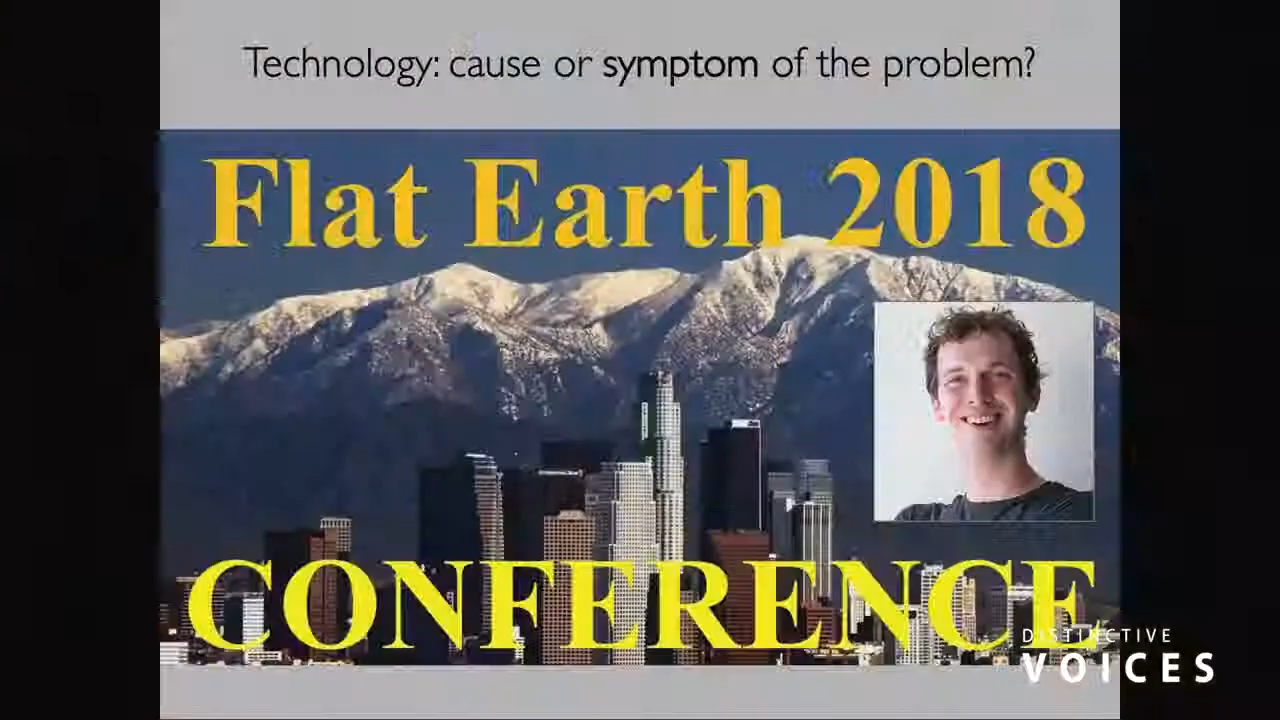 Technology: cause or symptom of the problem?
Flat Earth 2018
CONFERENCE
DISTINCTIVE
VOICES